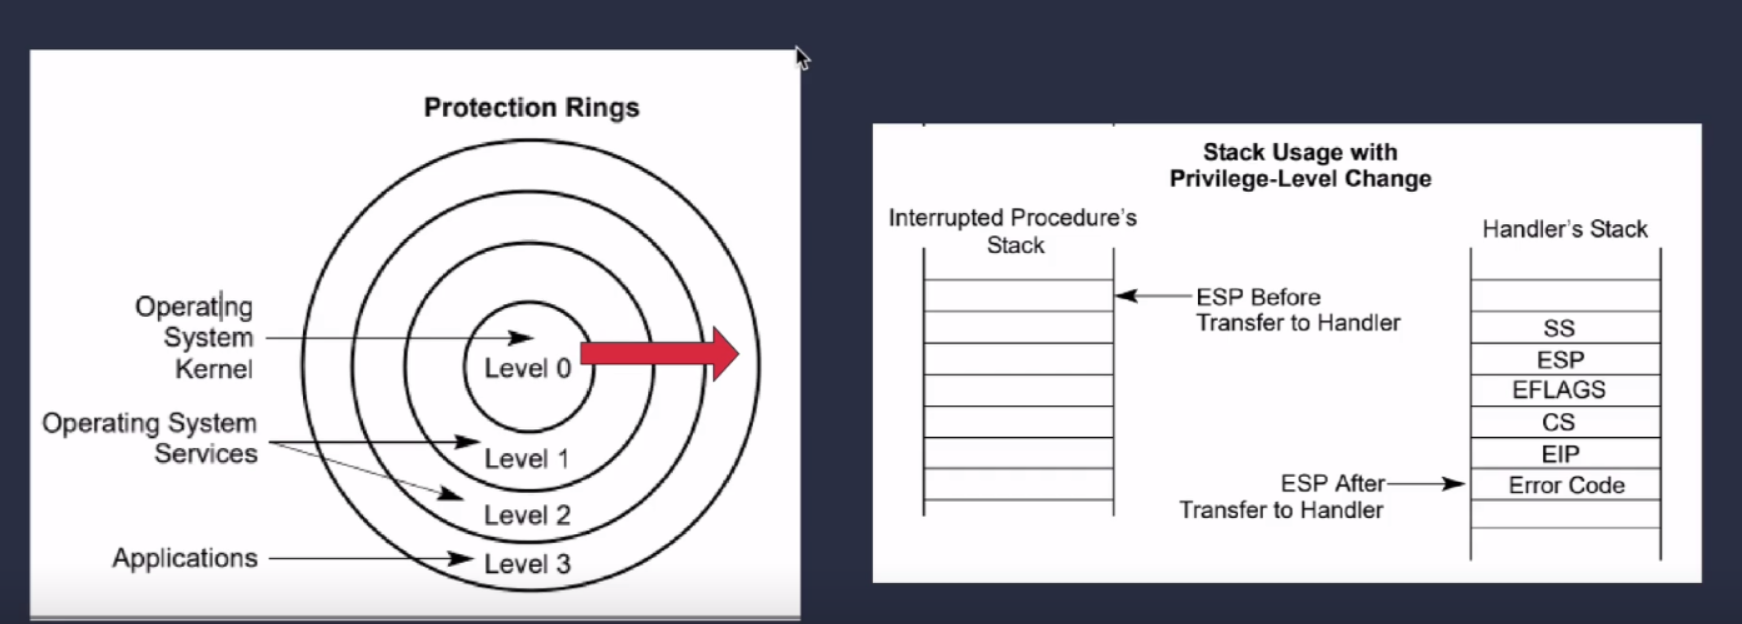 Protection Rings
Operating
System
Kernel
Level 0
Operating System
Services
Level 1
Level 2
Applications
Level 3
Stack Usage with
Privilege-Level Change
Interrupted Procedure's
Stack
Handler's Stack
ESP Before
Transfer to Handler
SS
ESP
EFLAGS
CS
EIP
ESP After
Transfer to Handler
Error Code